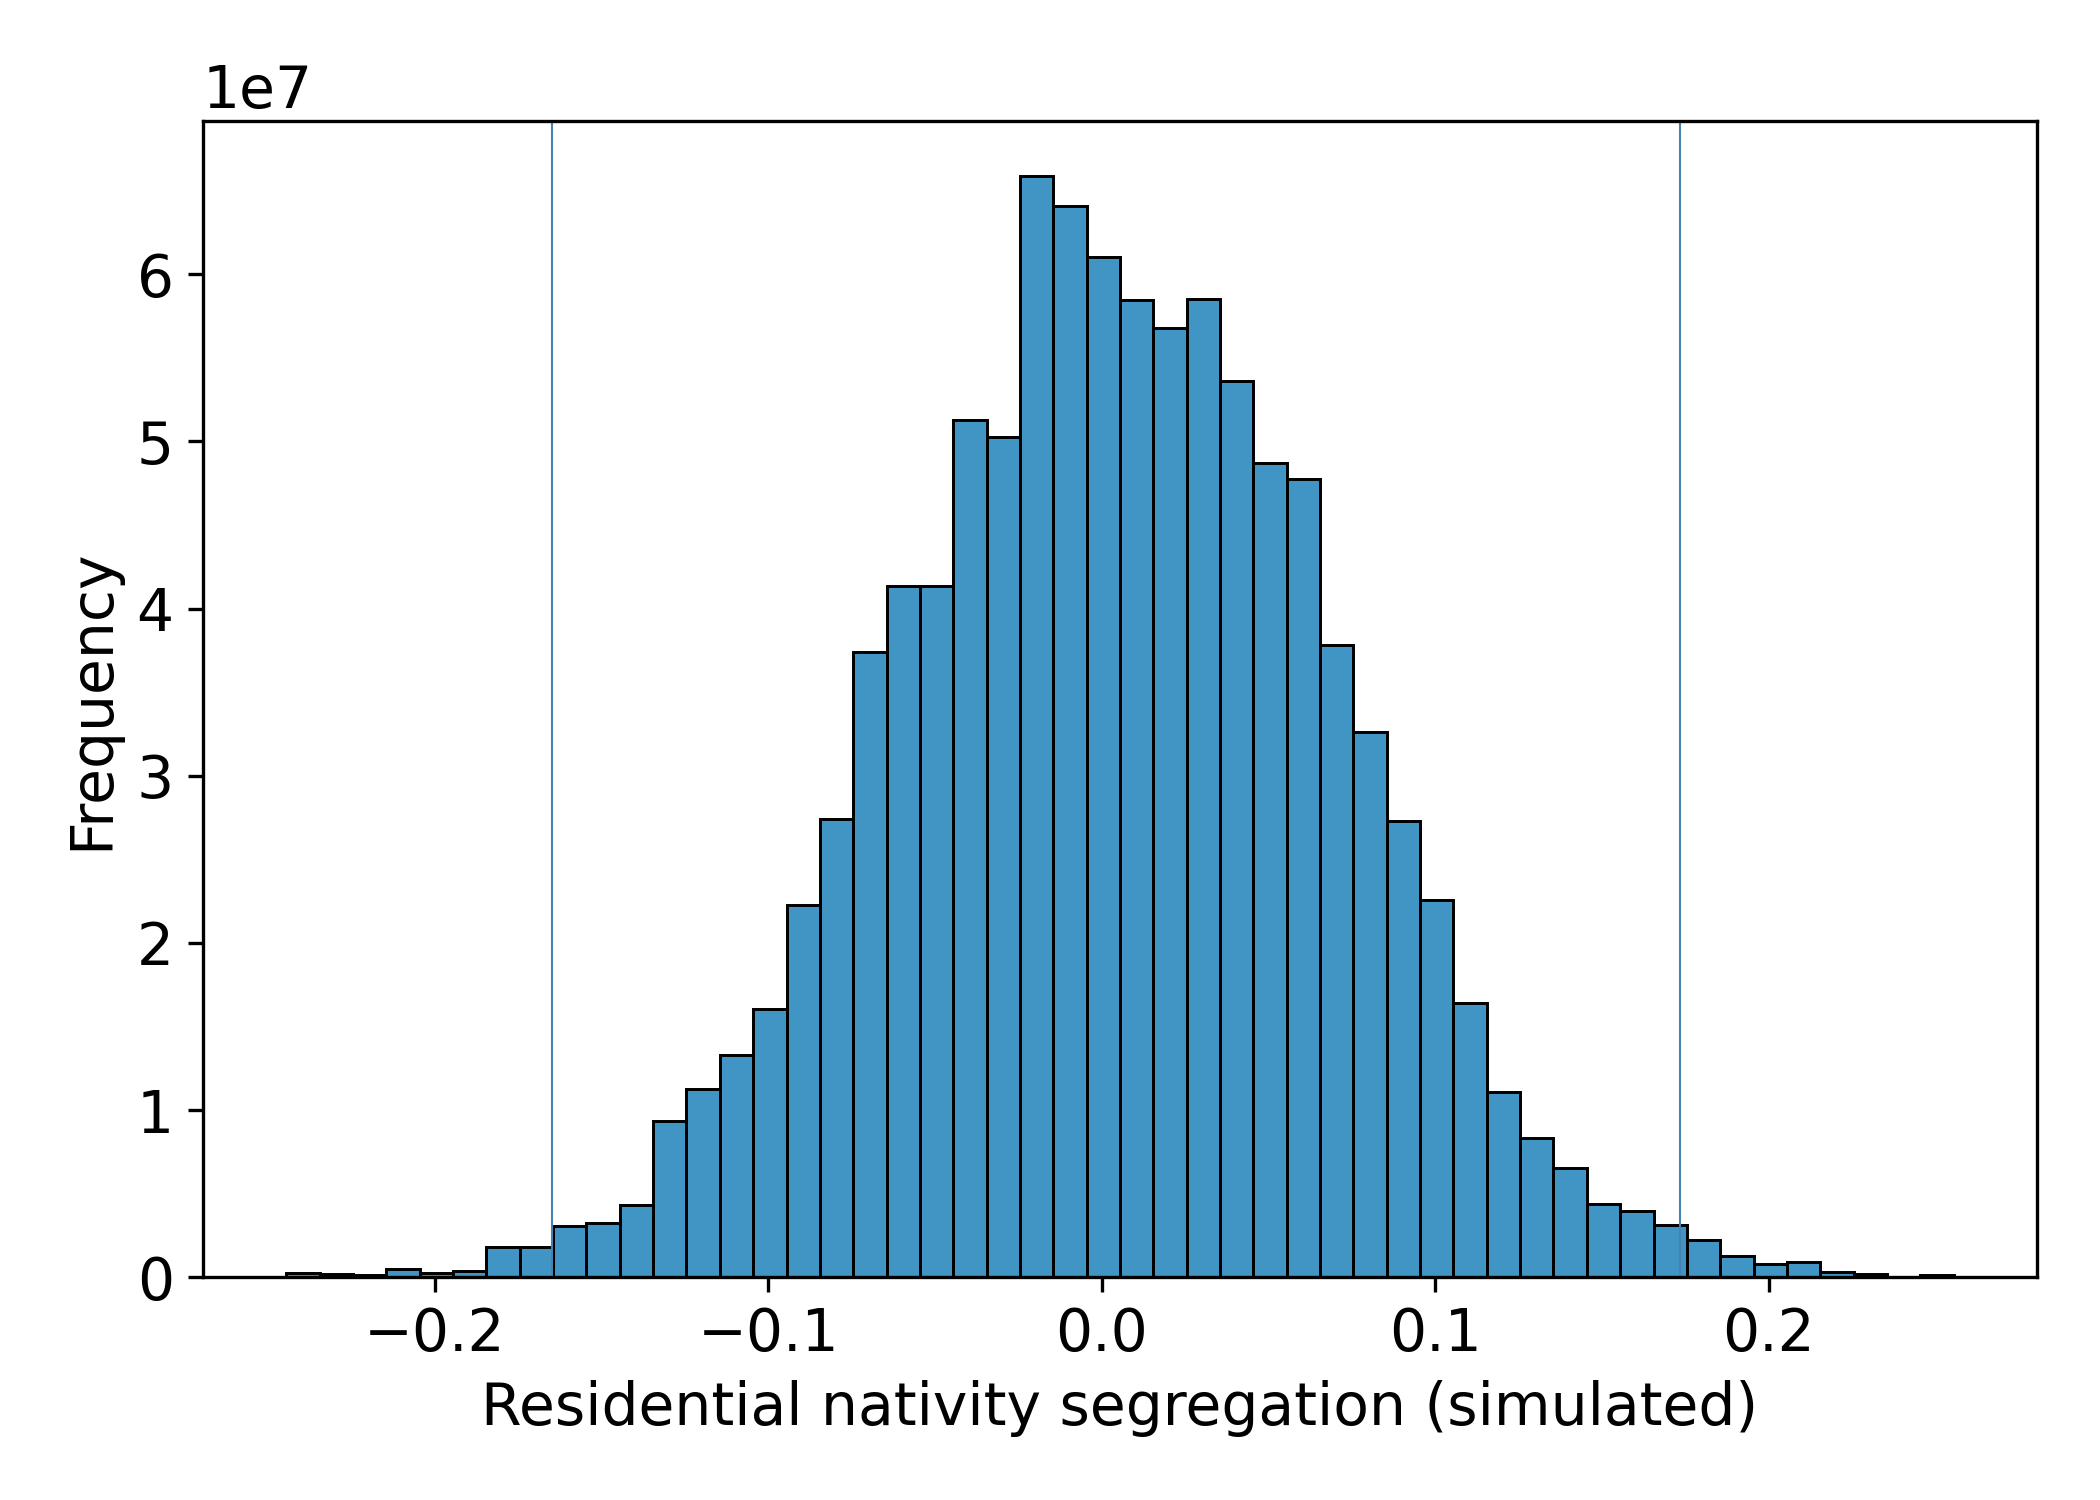 1e7
6
5
4
3
2
1
0
Frequency
−0.2 −0.1 0.0 0.1 0.2
Residential nativity segregation (simulated)